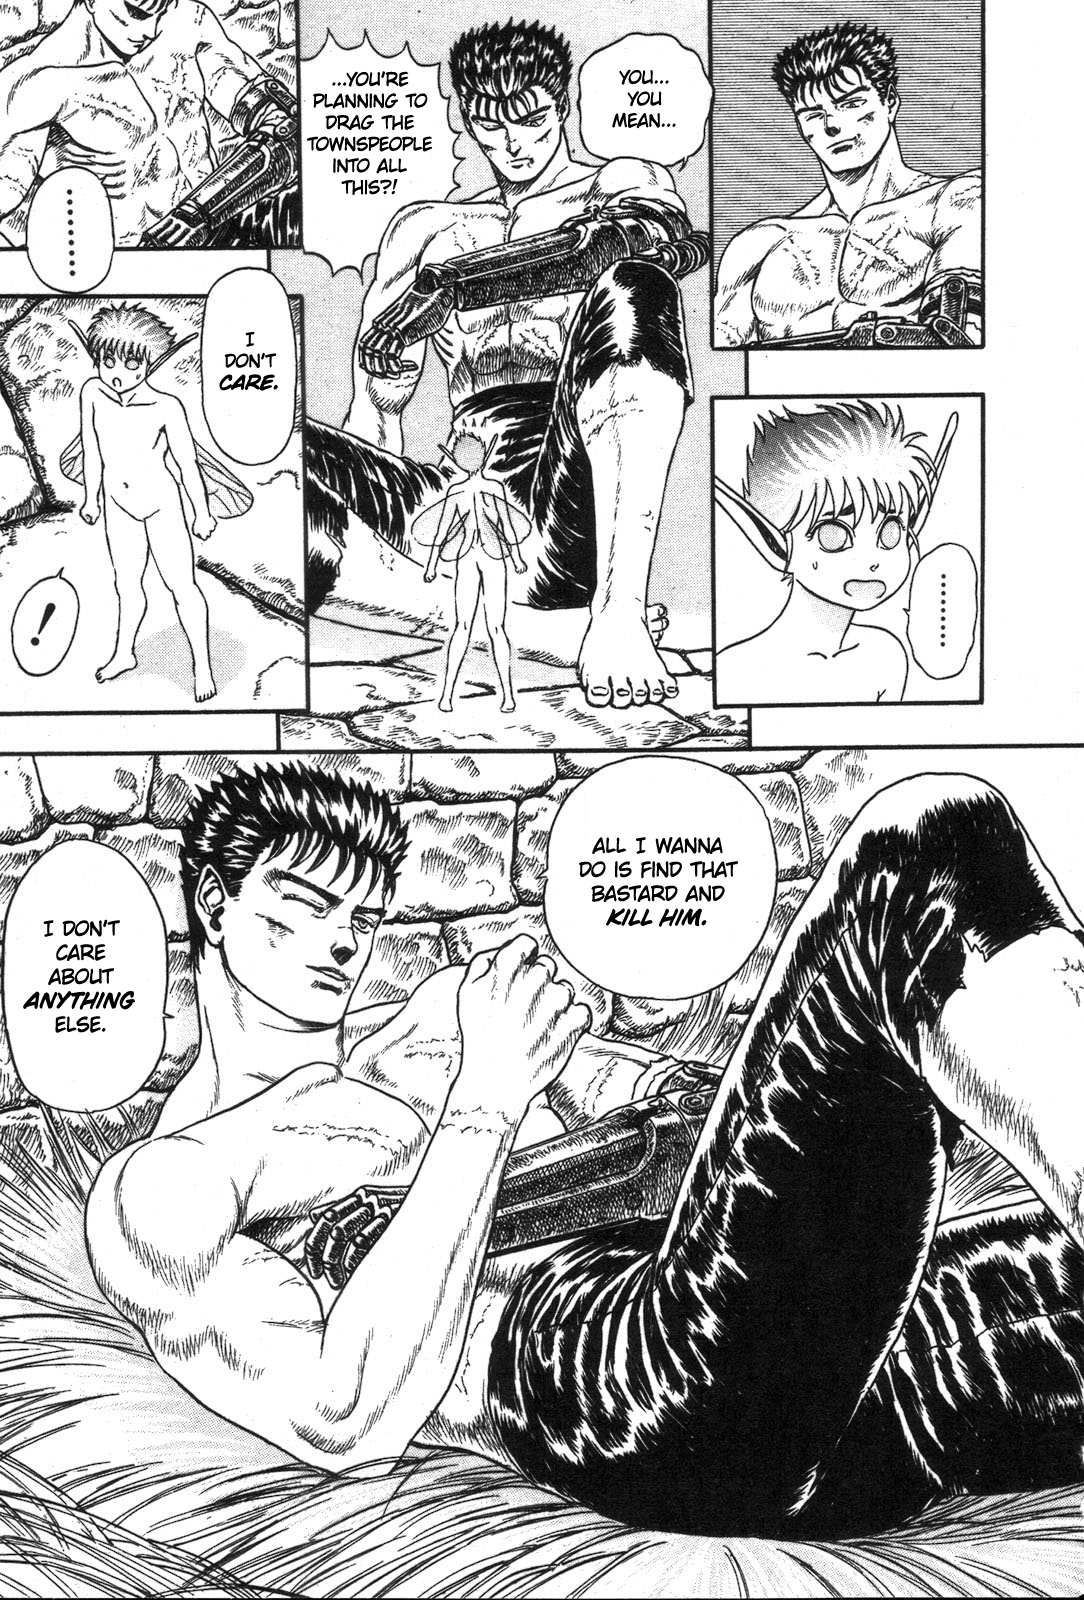 .........
YOU...
YOU
MEAN...
...YOU'RE
PLANNING TO
DRAG THE
TOWNSPEOPLE
INTO ALL
THIS?!
.........
I
DON'T
CARE.
!
ALL I WANNA
DO IS FIND THAT
BASTARD AND
KILL HIM.
I DON'T
CARE
ABOUT
ANYTHING
ELSE.